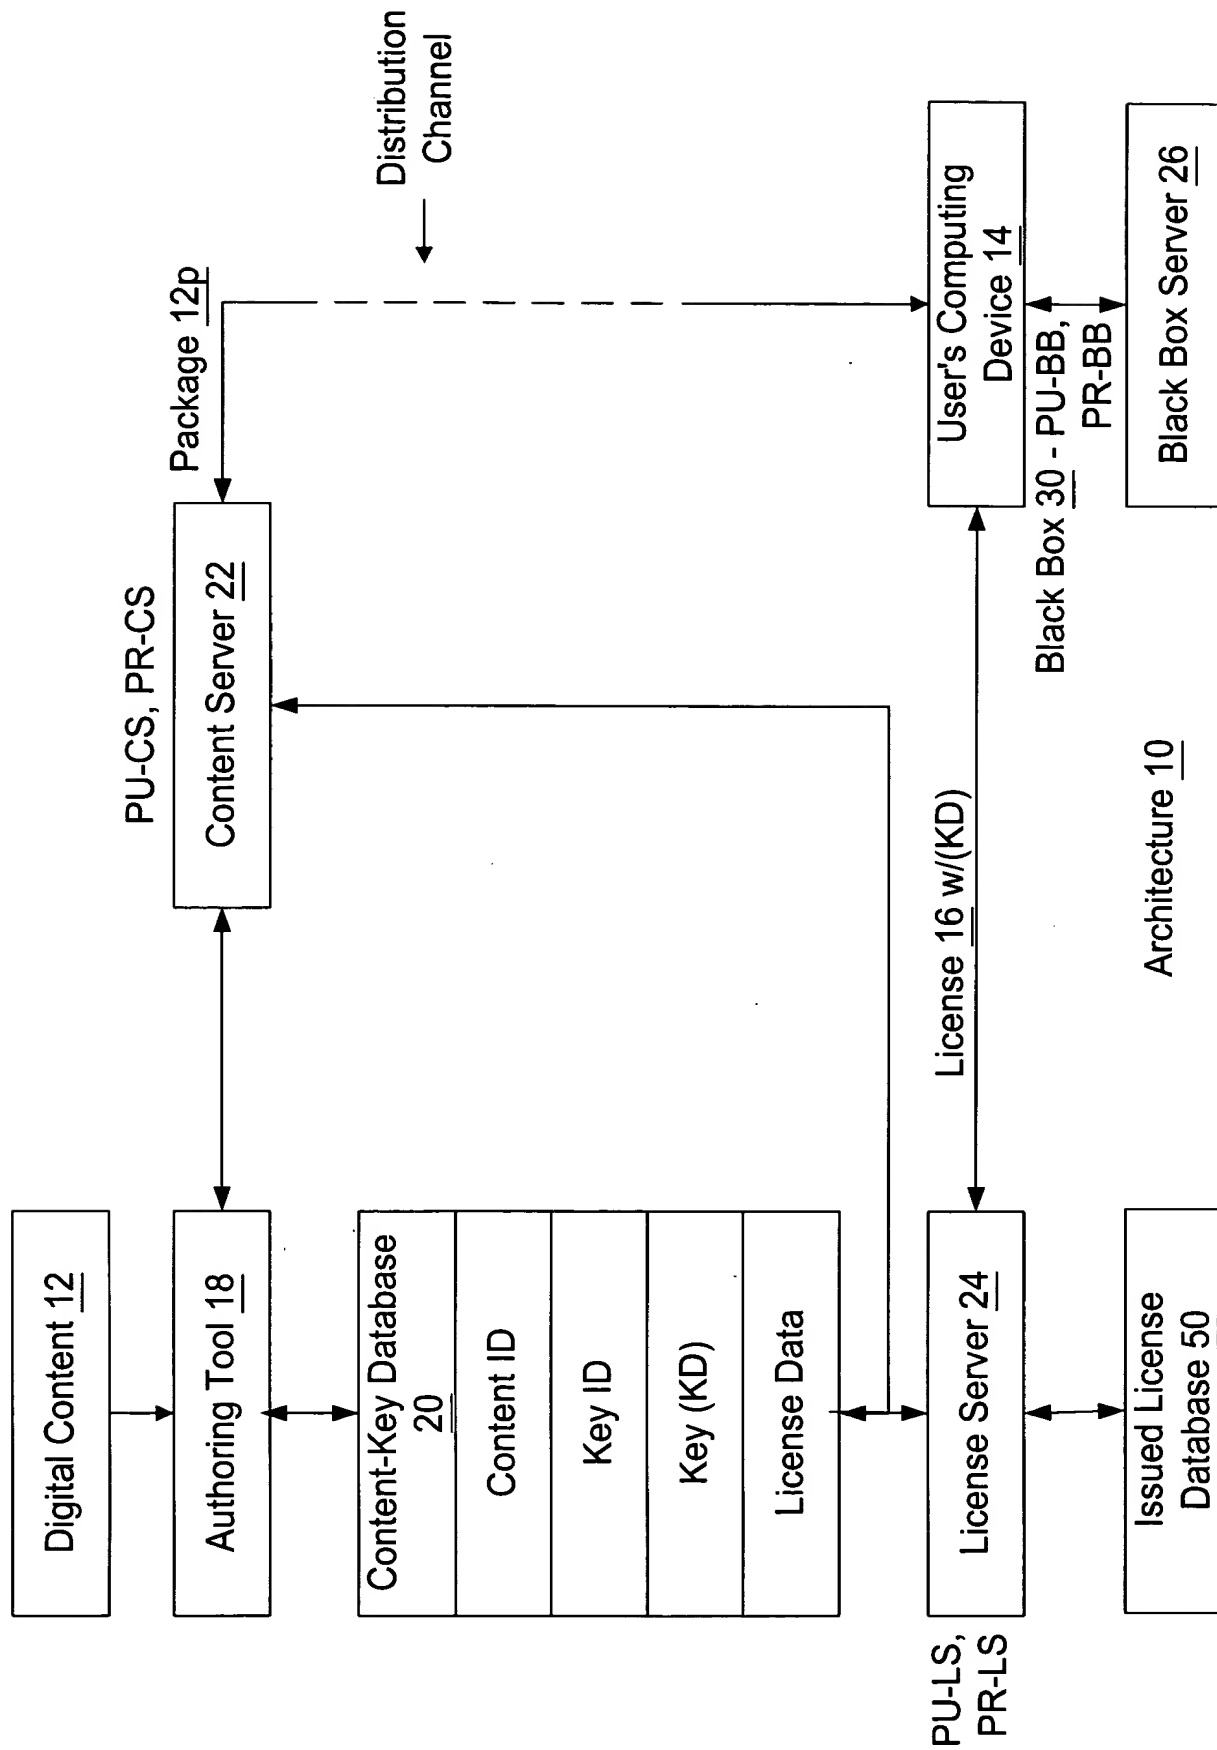 Digital Content 12
Authoring Tool 18
Content-Key Database
20
Content ID
Key ID
Key (KD)
License Data
PU-LS,
PR-LS
License Server 24
Issued License
Database 50
PU-CS, PR-CS
Content Server 22
Package 12p
Distribution
Channel
License 16 w/(KD)
User's Computing
Device 14
Black Box 30 - PU-BB,
PR-BB
Black Box Server 26
Architecture 10